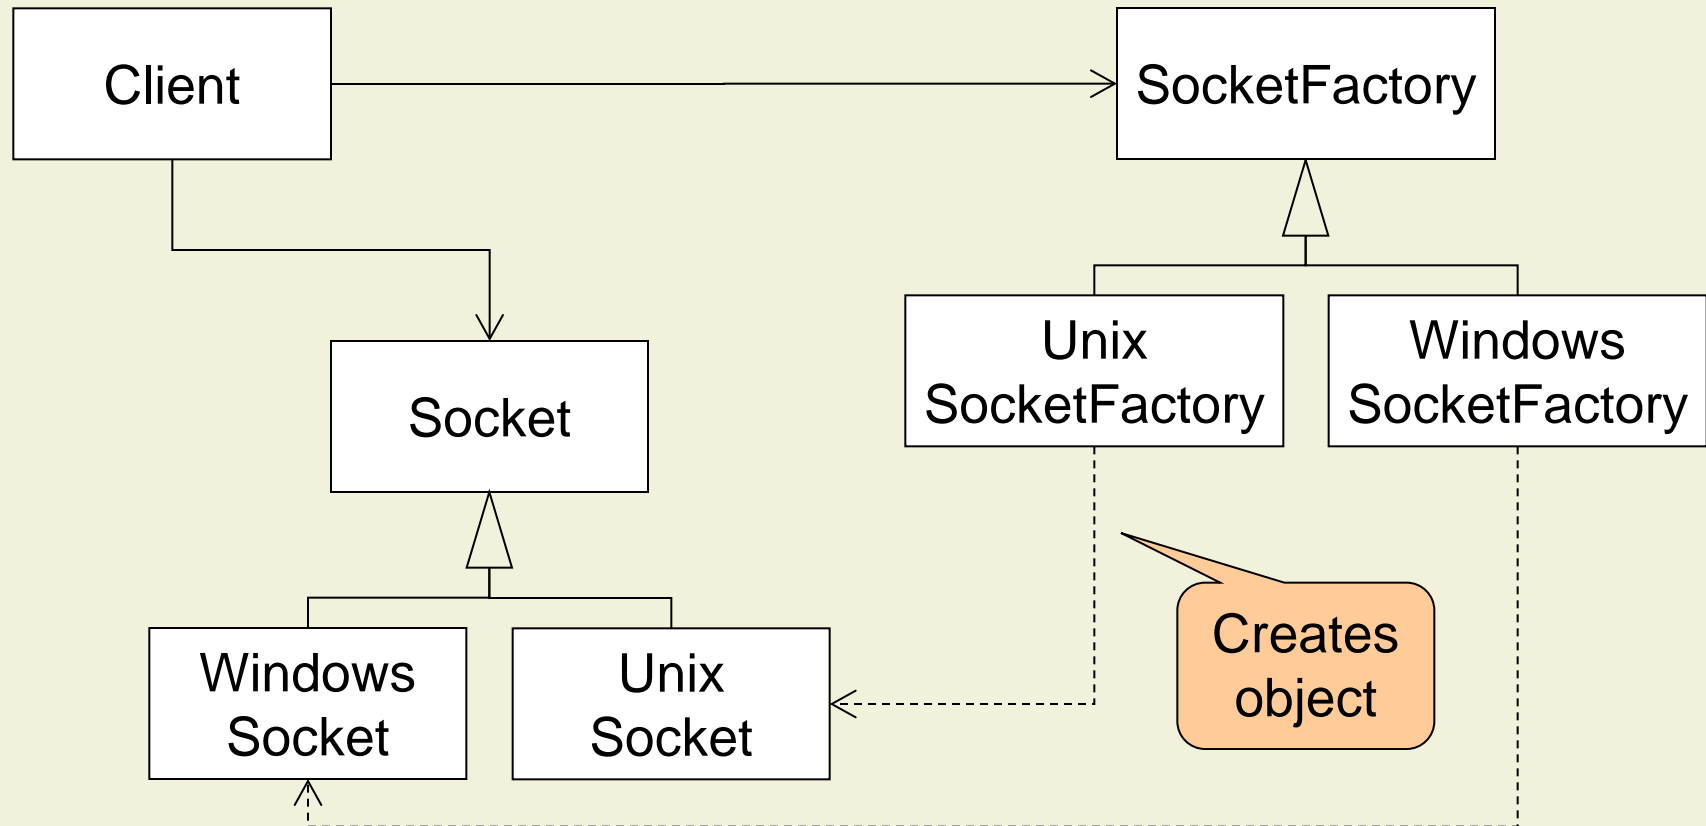 Client
SocketFactory
Unix
SocketFactory
Windows
SocketFactory
Socket
Creates
object
Windows
Socket
Unix
Socket